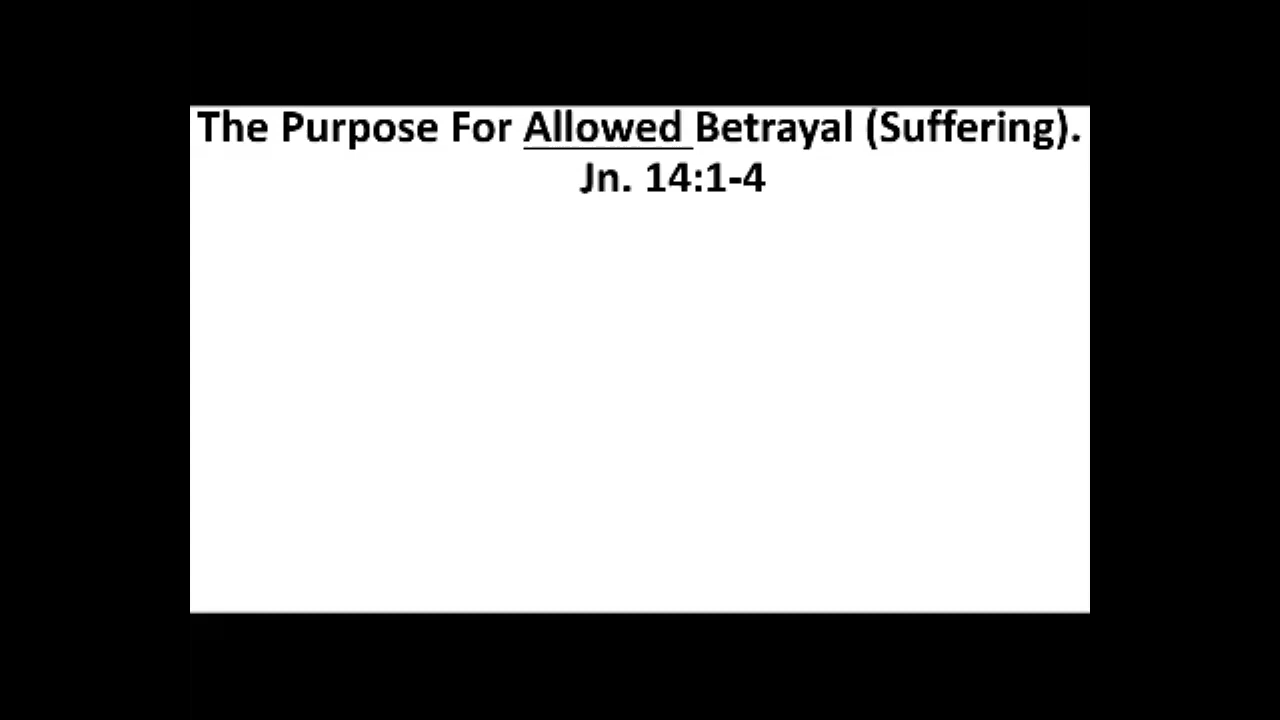 The Purpose For Allowed Betrayal (Suffering).
Jn. 14:1-4